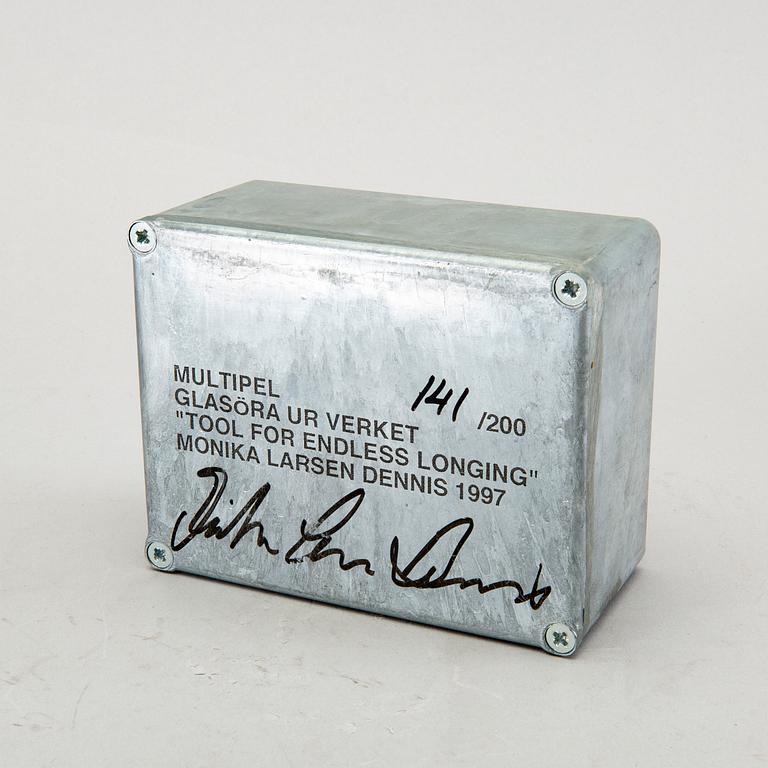 MULTIPEL
141 /200
GLASÖRA UR VERKET
"TOOL FOR ENDLESS LONGING"
MONIKA LARSEN DENNIS 1997